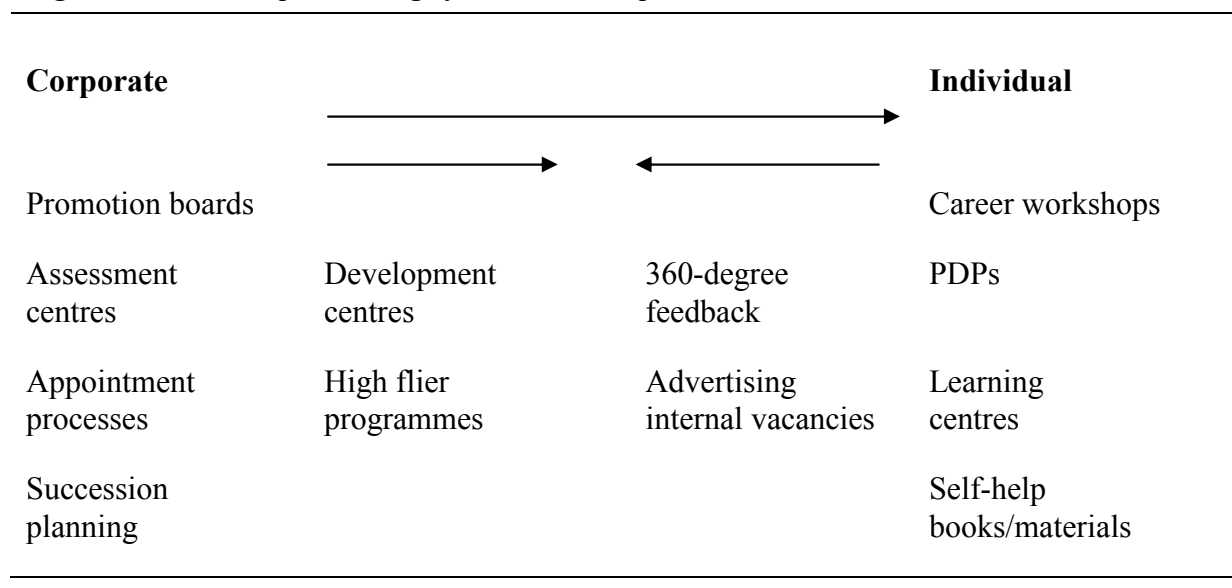 Corporate Individual
Promotion boards Career workshops
Assessment Development 360-degree PDPs
centres centres feedback
Appointment High flier Advertising Learning
processes programmes internal vacancies centres
Succession Self-help
planning books/materials